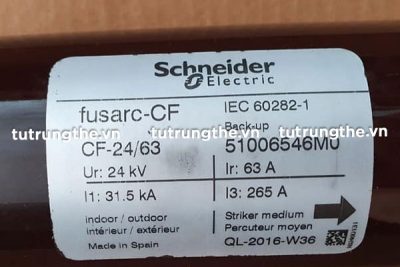 Schneider
Electric
fusarc-CF
IEC 60282-1
Back-up
tutrungthe.vn tutrungthe.vn tutrungthe.vn
CF-24/63
51006546M0
Ur: 24 kV
Ir: 63 A
I1: 31.5 kA
I3: 265 A
indoor / outdoor
Striker medium
intérieur / extérieur
Percuteur moyen
Made in Spain
QL-2016-W36